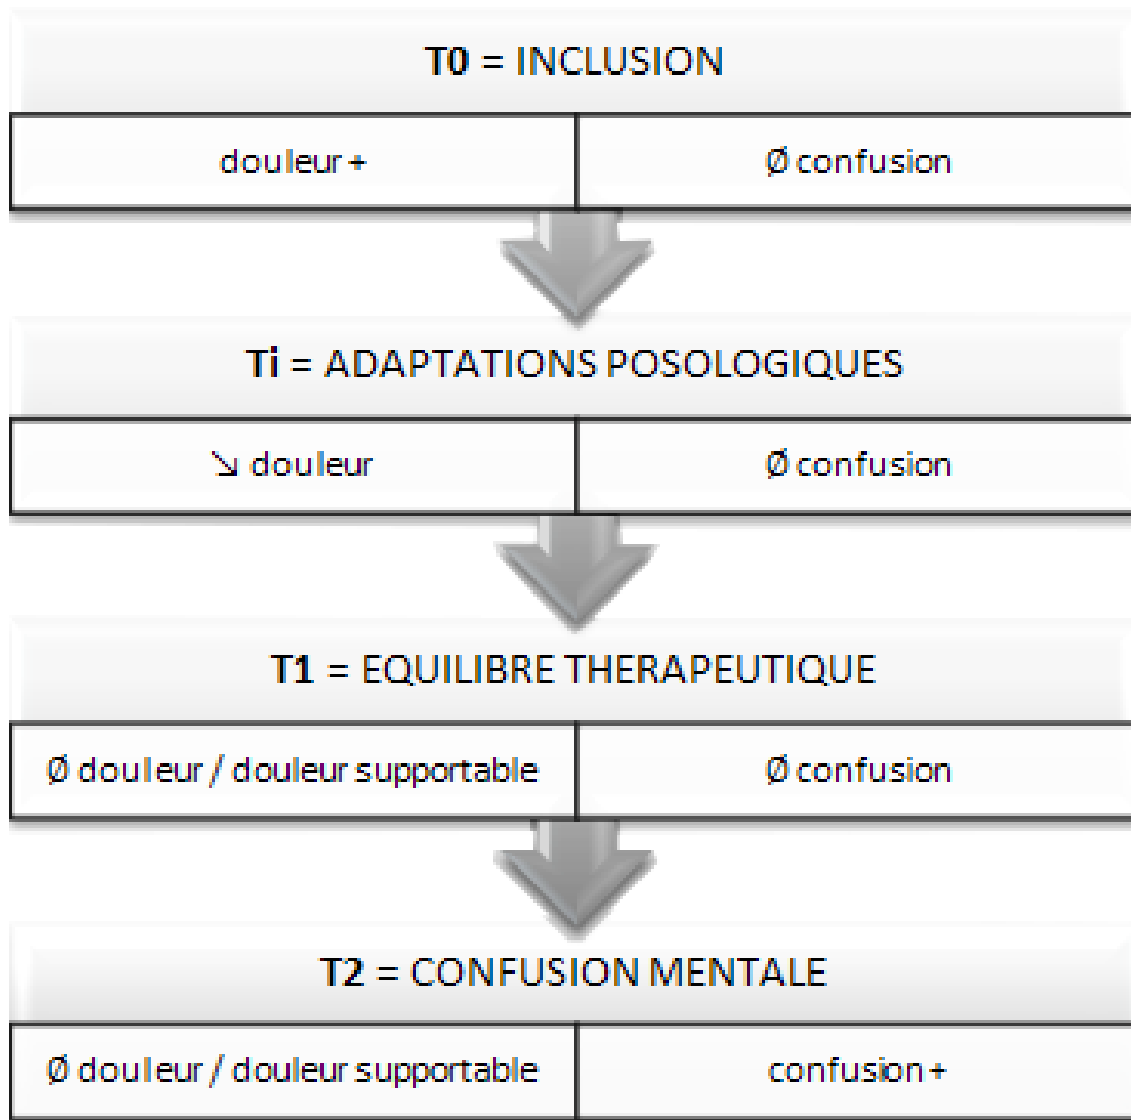 T0 = INCLUSION
douleur + Ø confusion
Ti = ADAPTATIONS POSOLOGIQUES
↘ douleur Ø confusion
T1 = EQUILIBRE THERAPEUTIQUE
Ø douleur / douleur supportable Ø confusion
T2 = CONFUSION MENTALE
Ø douleur / douleur supportable confusion +